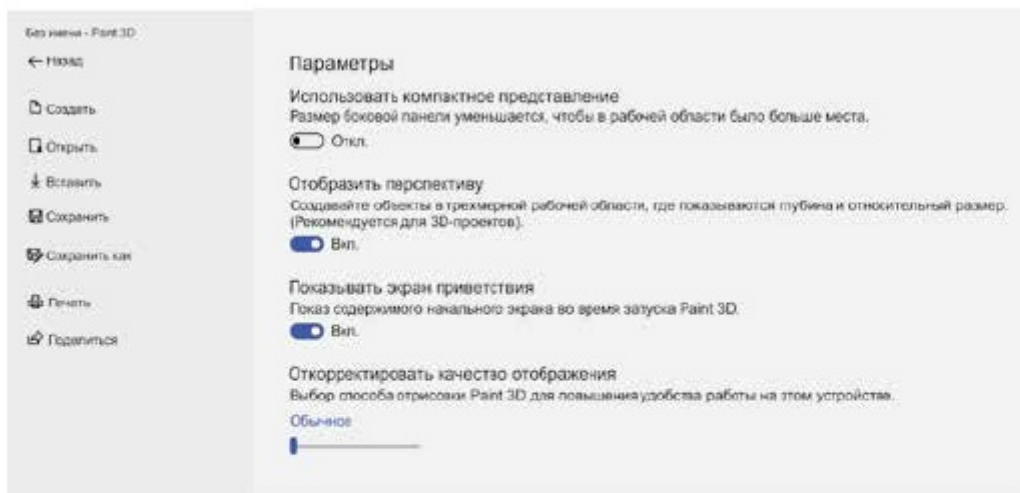 Без имени - Paint 3D
← Назад
Создать
Открыть
Вставить
Сохранить
Сохранить как
Печать
Поделиться
Параметры
Использовать компактное представление
Размер боковой панели уменьшается, чтобы в рабочей области было больше места.
Откл.
Отобразить перспективу
Создавайте объекты в трехмерной рабочей области, где показываются глубина и относительный размер.
(Рекомендуется для 3D-проектов).
Вкл.
Показывать экран приветствия
Показ содержимого начального экрана во время запуска Paint 3D.
Вкл.
Откорректировать качество отображения
Выбор способа отрисовки Paint 3D для повышения удобства работы на этом устройстве.
Обычное